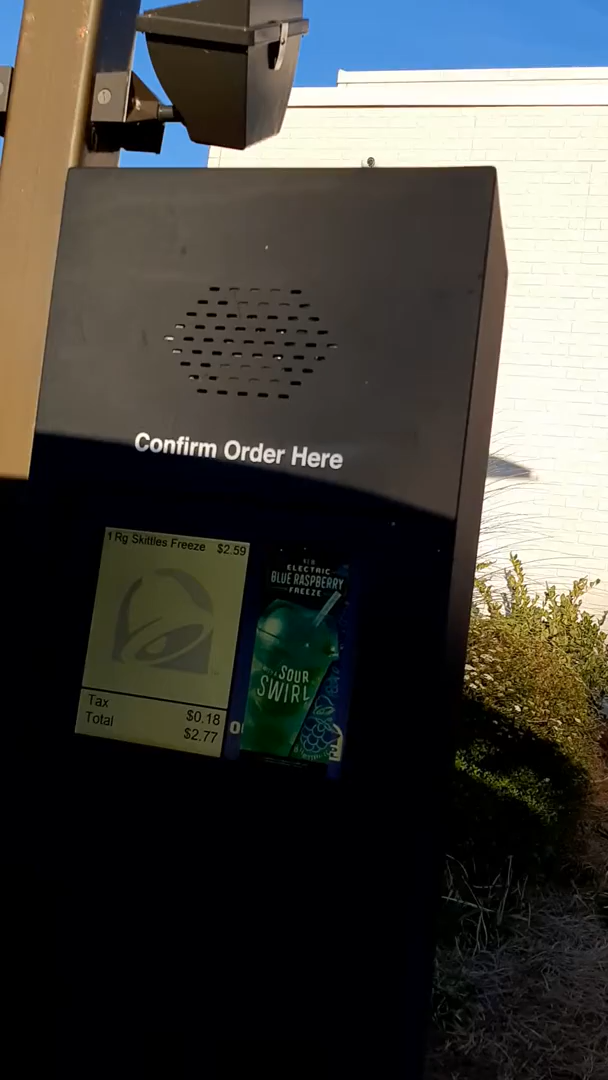 Confirm Order Here
1 Rg Skittles Freeze $2.59
Tax $0.18
Total $2.77
ELECTRIC
BLUE RASPBERRY
FREEZE
SOUR
SWIRL